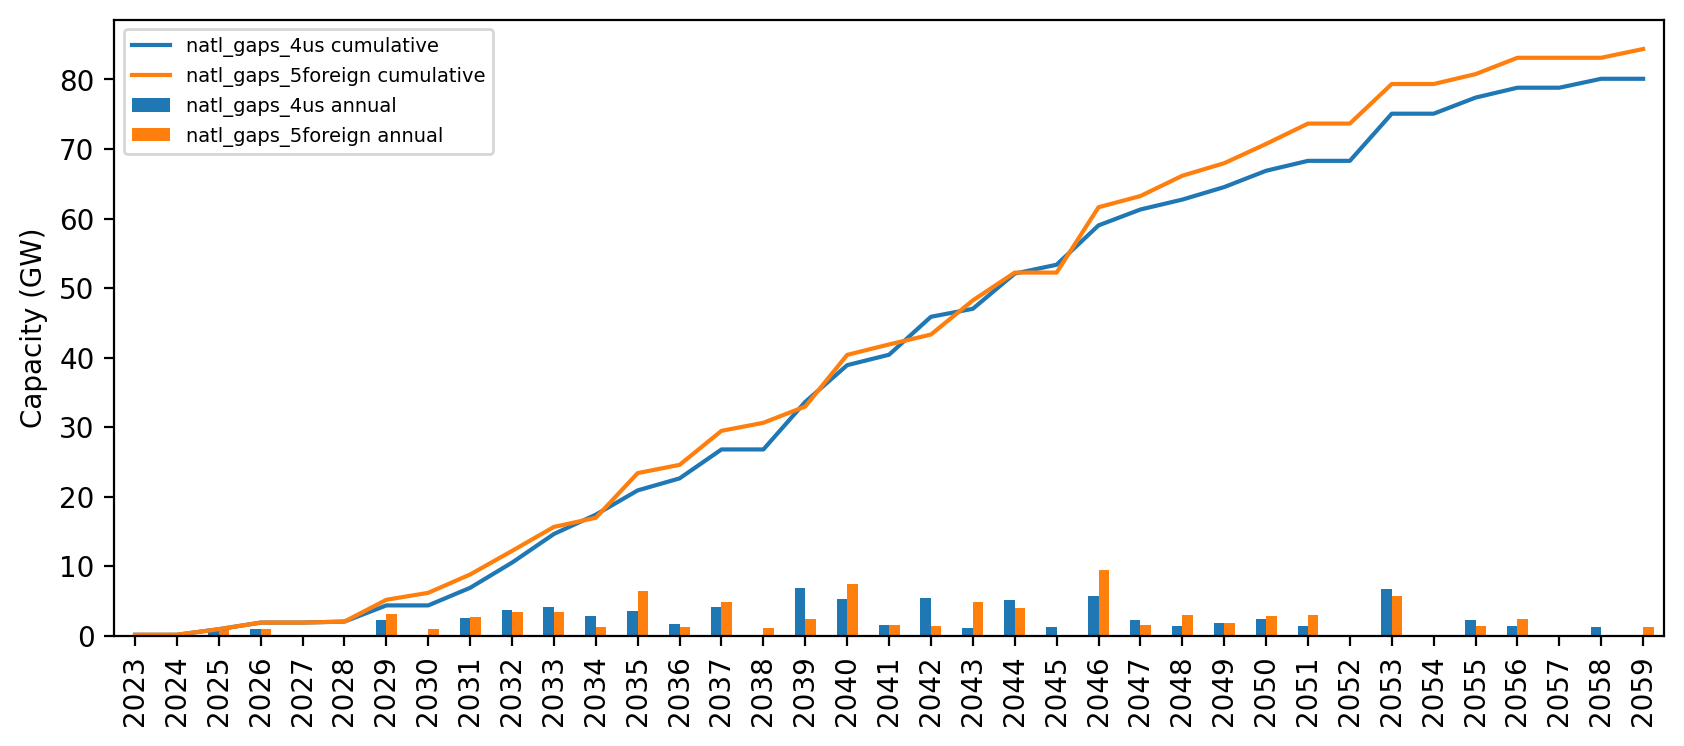 natl_gaps_4us cumulative
natl_gaps_5foreign cumulative
natl_gaps_4us annual
natl_gaps_5foreign annual
Capacity (GW)
80
70
60
50
40
30
20
10
0
2023 2024 2025 2026 2027 2028 2029 2030 2031 2032 2033 2034 2035 2036 2037 2038 2039 2040 2041 2042 2043 2044 2045 2046 2047 2048 2049 2050 2051 2052 2053 2054 2055 2056 2057 2058 2059